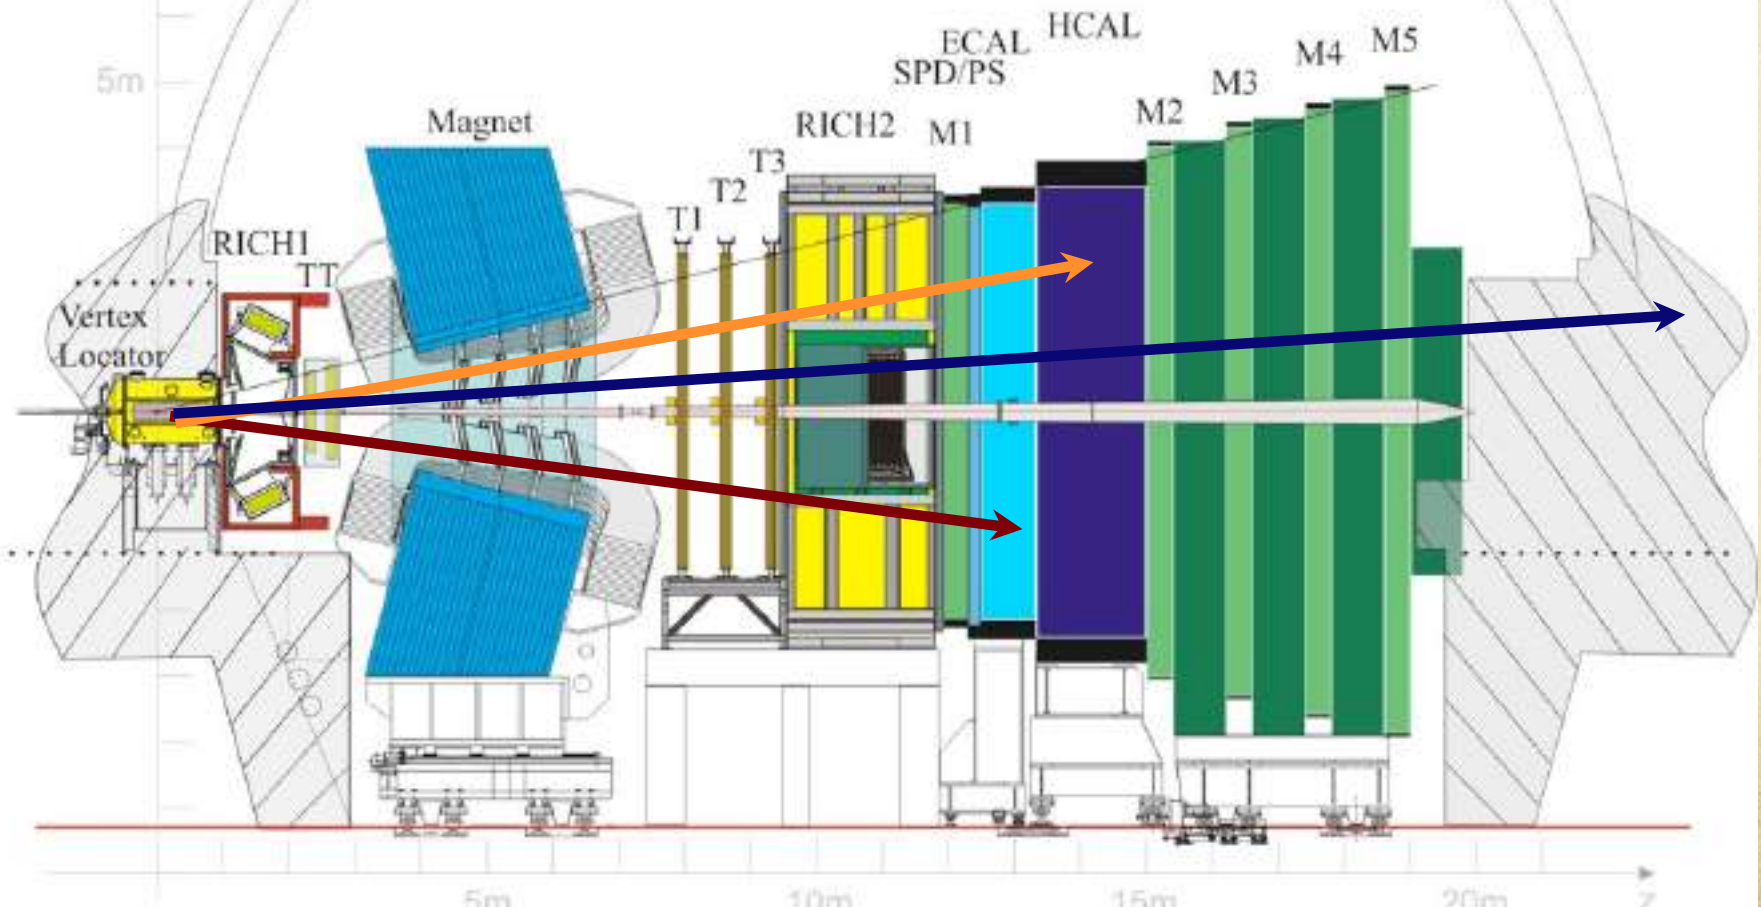 HCAL
ECAL
SPD/PS
M5
M4
M3
M2
M1
5m
Magnet
RICH2
T3
T2
T1
RICH1
TT
Vertex
Locator
5m
10m
15m
20m
z